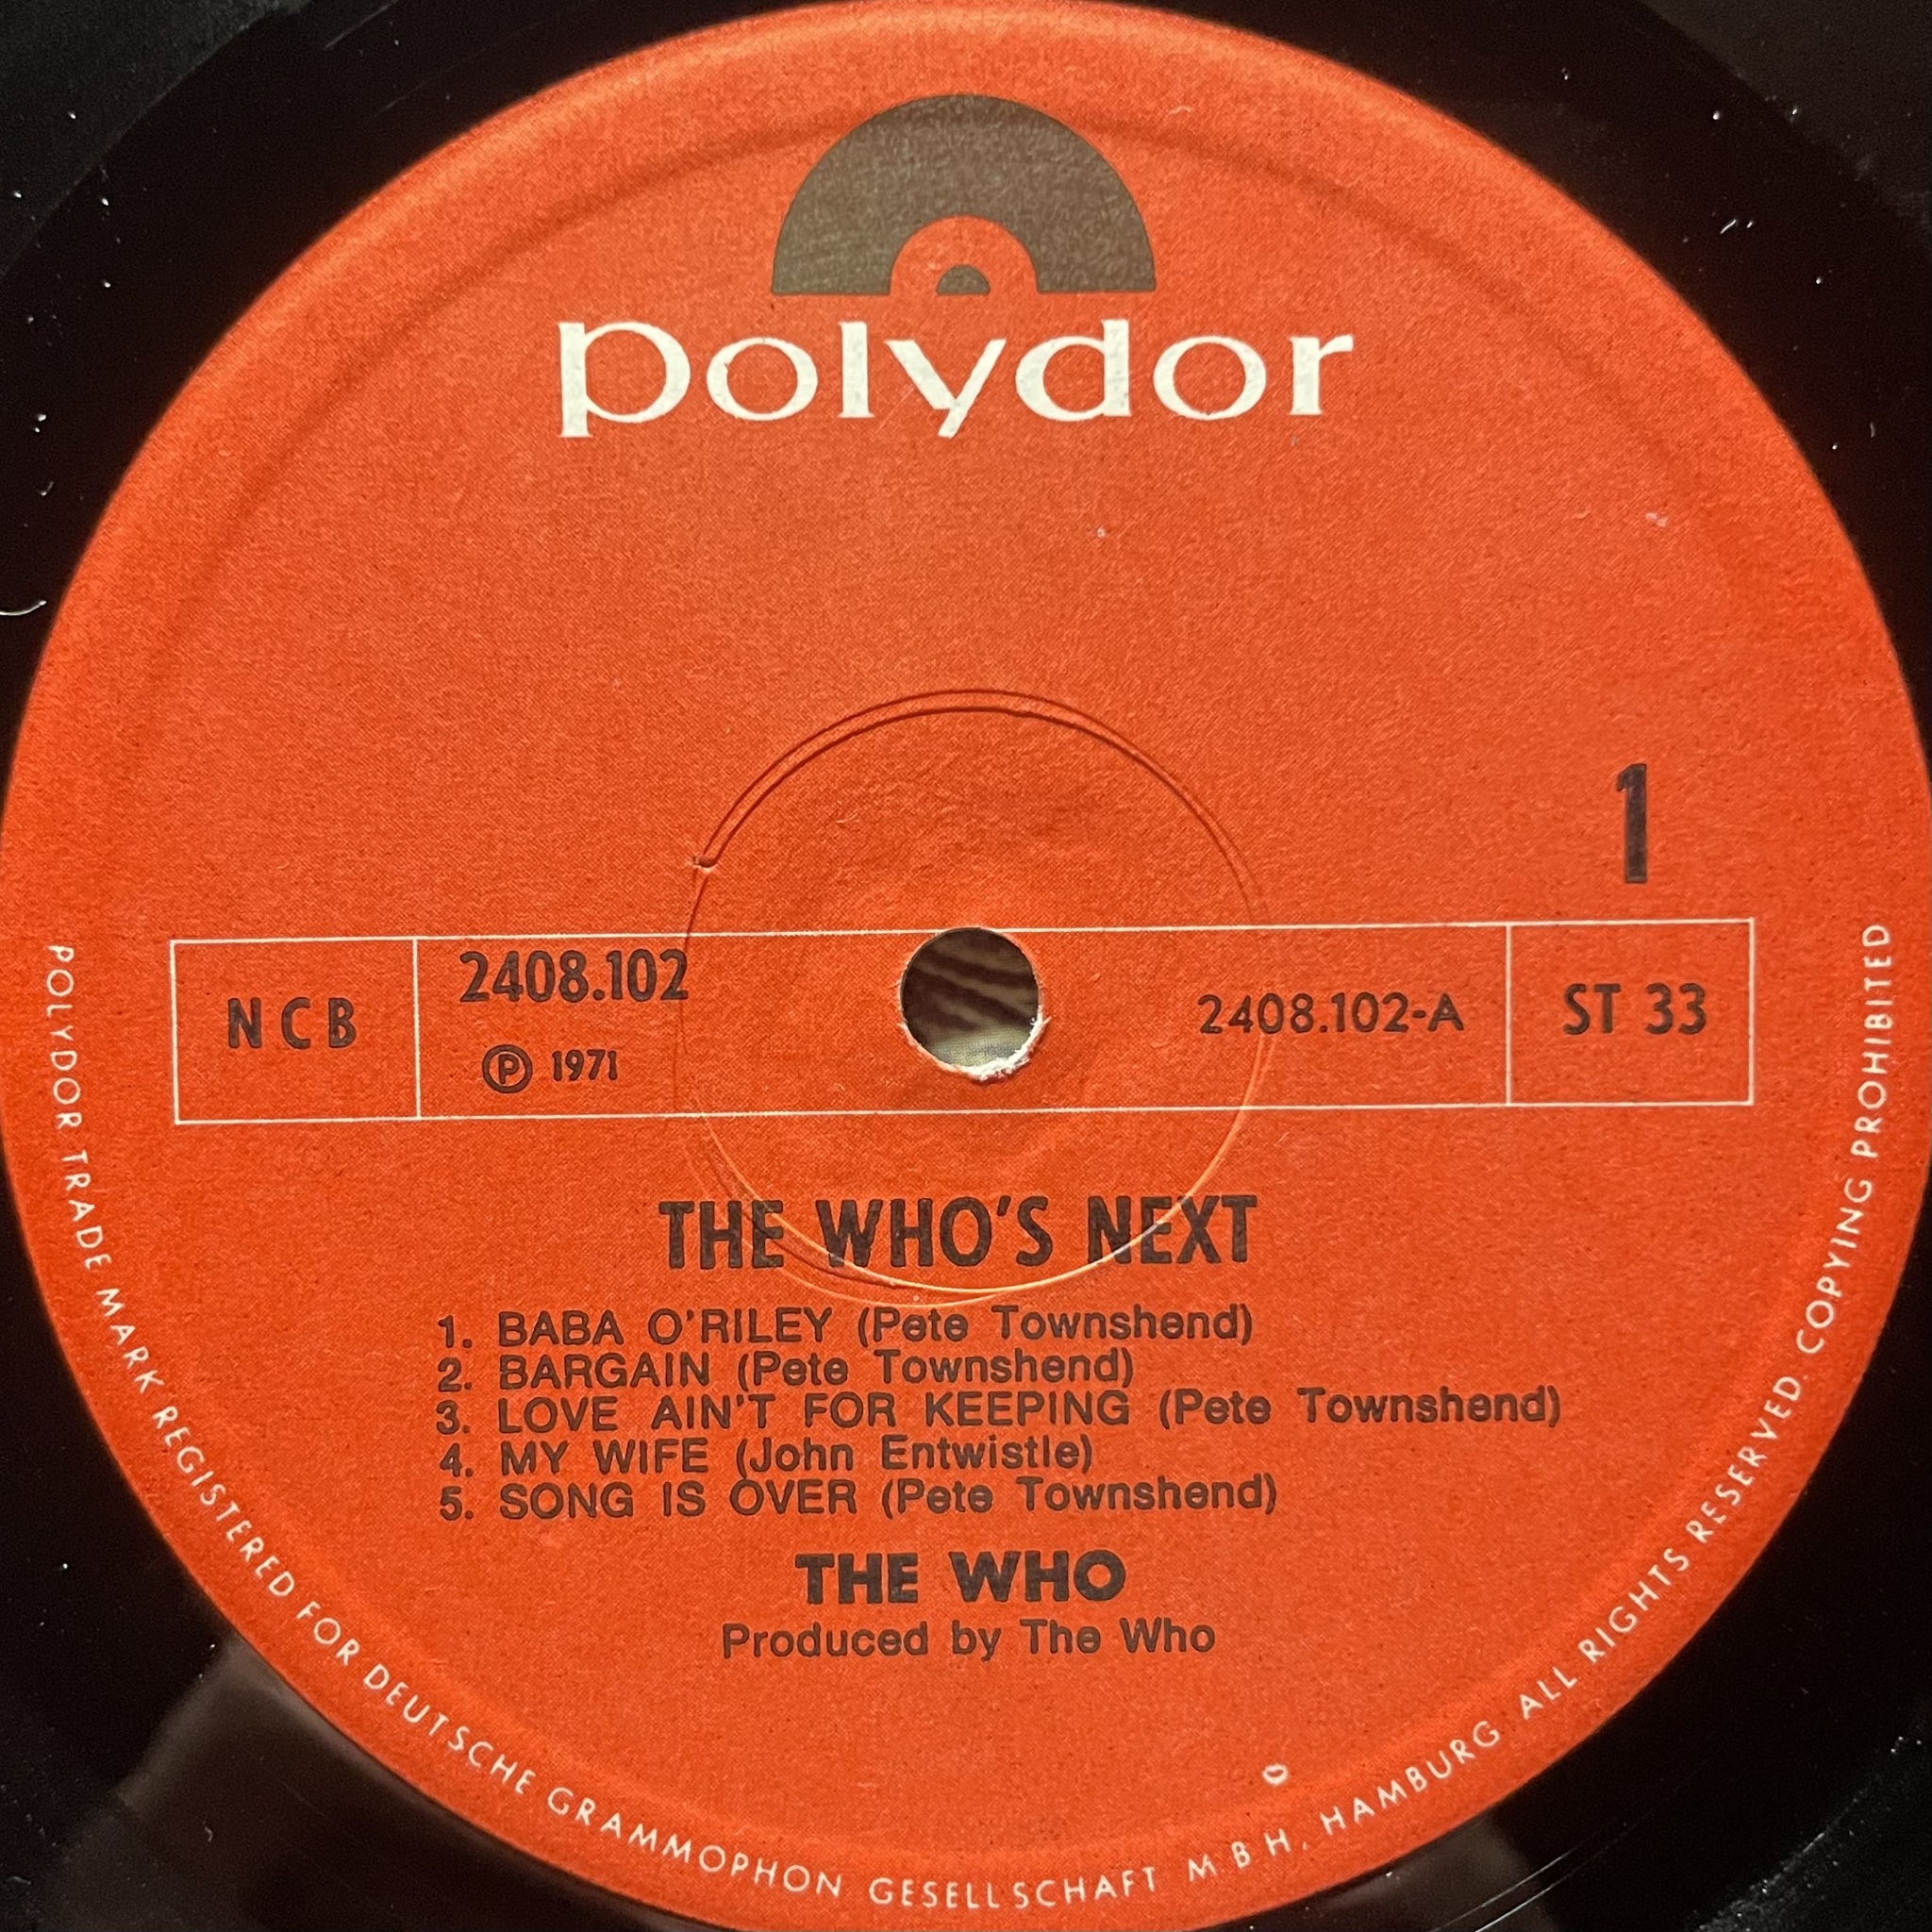 polydor
1
NCB
2408.102
Ⓟ 1971
2408.102-A
ST 33
THE WHO'S NEXT
1. BABA O'RILEY (Pete Townshend)
2. BARGAIN (Pete Townshend)
3. LOVE AIN'T FOR KEEPING (Pete Townshend)
4. MY WIFE (John Entwistle)
5. SONG IS OVER (Pete Townshend)
THE WHO
Produced by The Who
POLYDOR TRADE MARK REGISTERED FOR DEUTSCHE GRAMMOPHON GESELLSCHAFT M.B.H. HAMBURG. ALL RIGHTS RESERVED. COPYING PROHIBITED